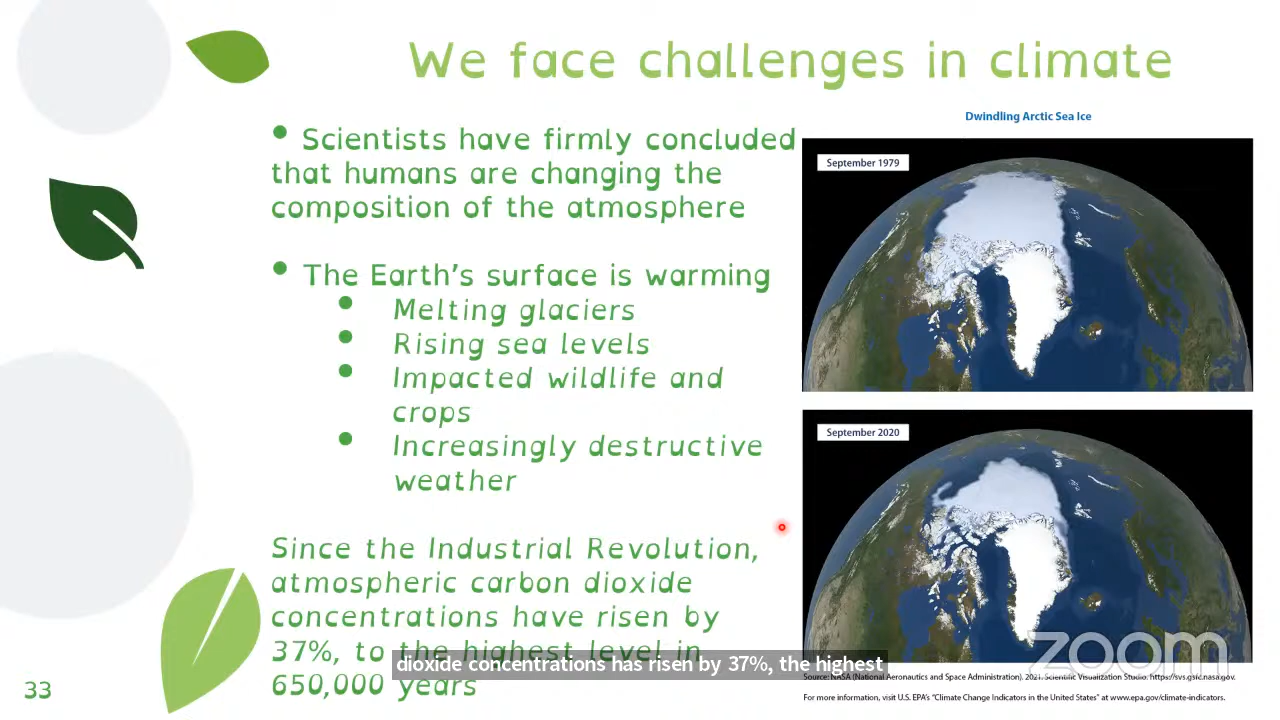 We face challenges in climate
• Scientists have firmly concluded
that humans are changing the
composition of the atmosphere
• The Earth's surface is warming
• Melting glaciers
• Rising sea levels
• Impacted wildlife and
crops
• Increasingly destructive
weather
Since the Industrial Revolution,
atmospheric carbon dioxide
concentrations have risen by
37%, to the highest level in
650,000 years
dioxide concentrations has risen by 37%, the highest
33
Dwindling Arctic Sea Ice
September 1979
September 2020
zoom
Source: NASA (National Aeronautics and Space Administration). 2021. Scientific Visualization Studio. https://svs.gsfc.nasa.gov.
For more information, visit U.S. EPA's "Climate Change Indicators in the United States" at www.epa.gov/climate-indicators.